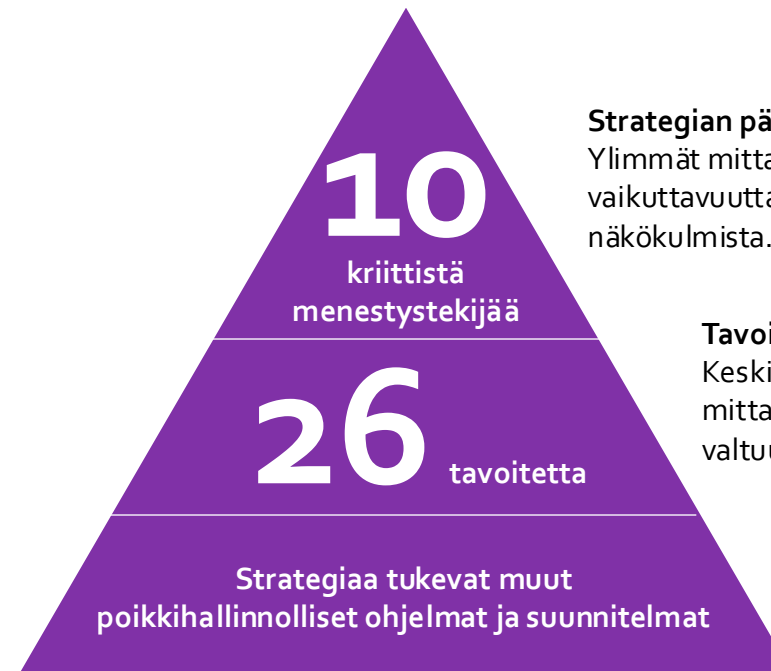 10
kriittistä
menestystekijää
26 tavoitetta
Strategiaa tukevat muut
poikkihallinnolliset ohjelmat ja suunnitelmat
Strategian
Ylimmät
näkökulmista.